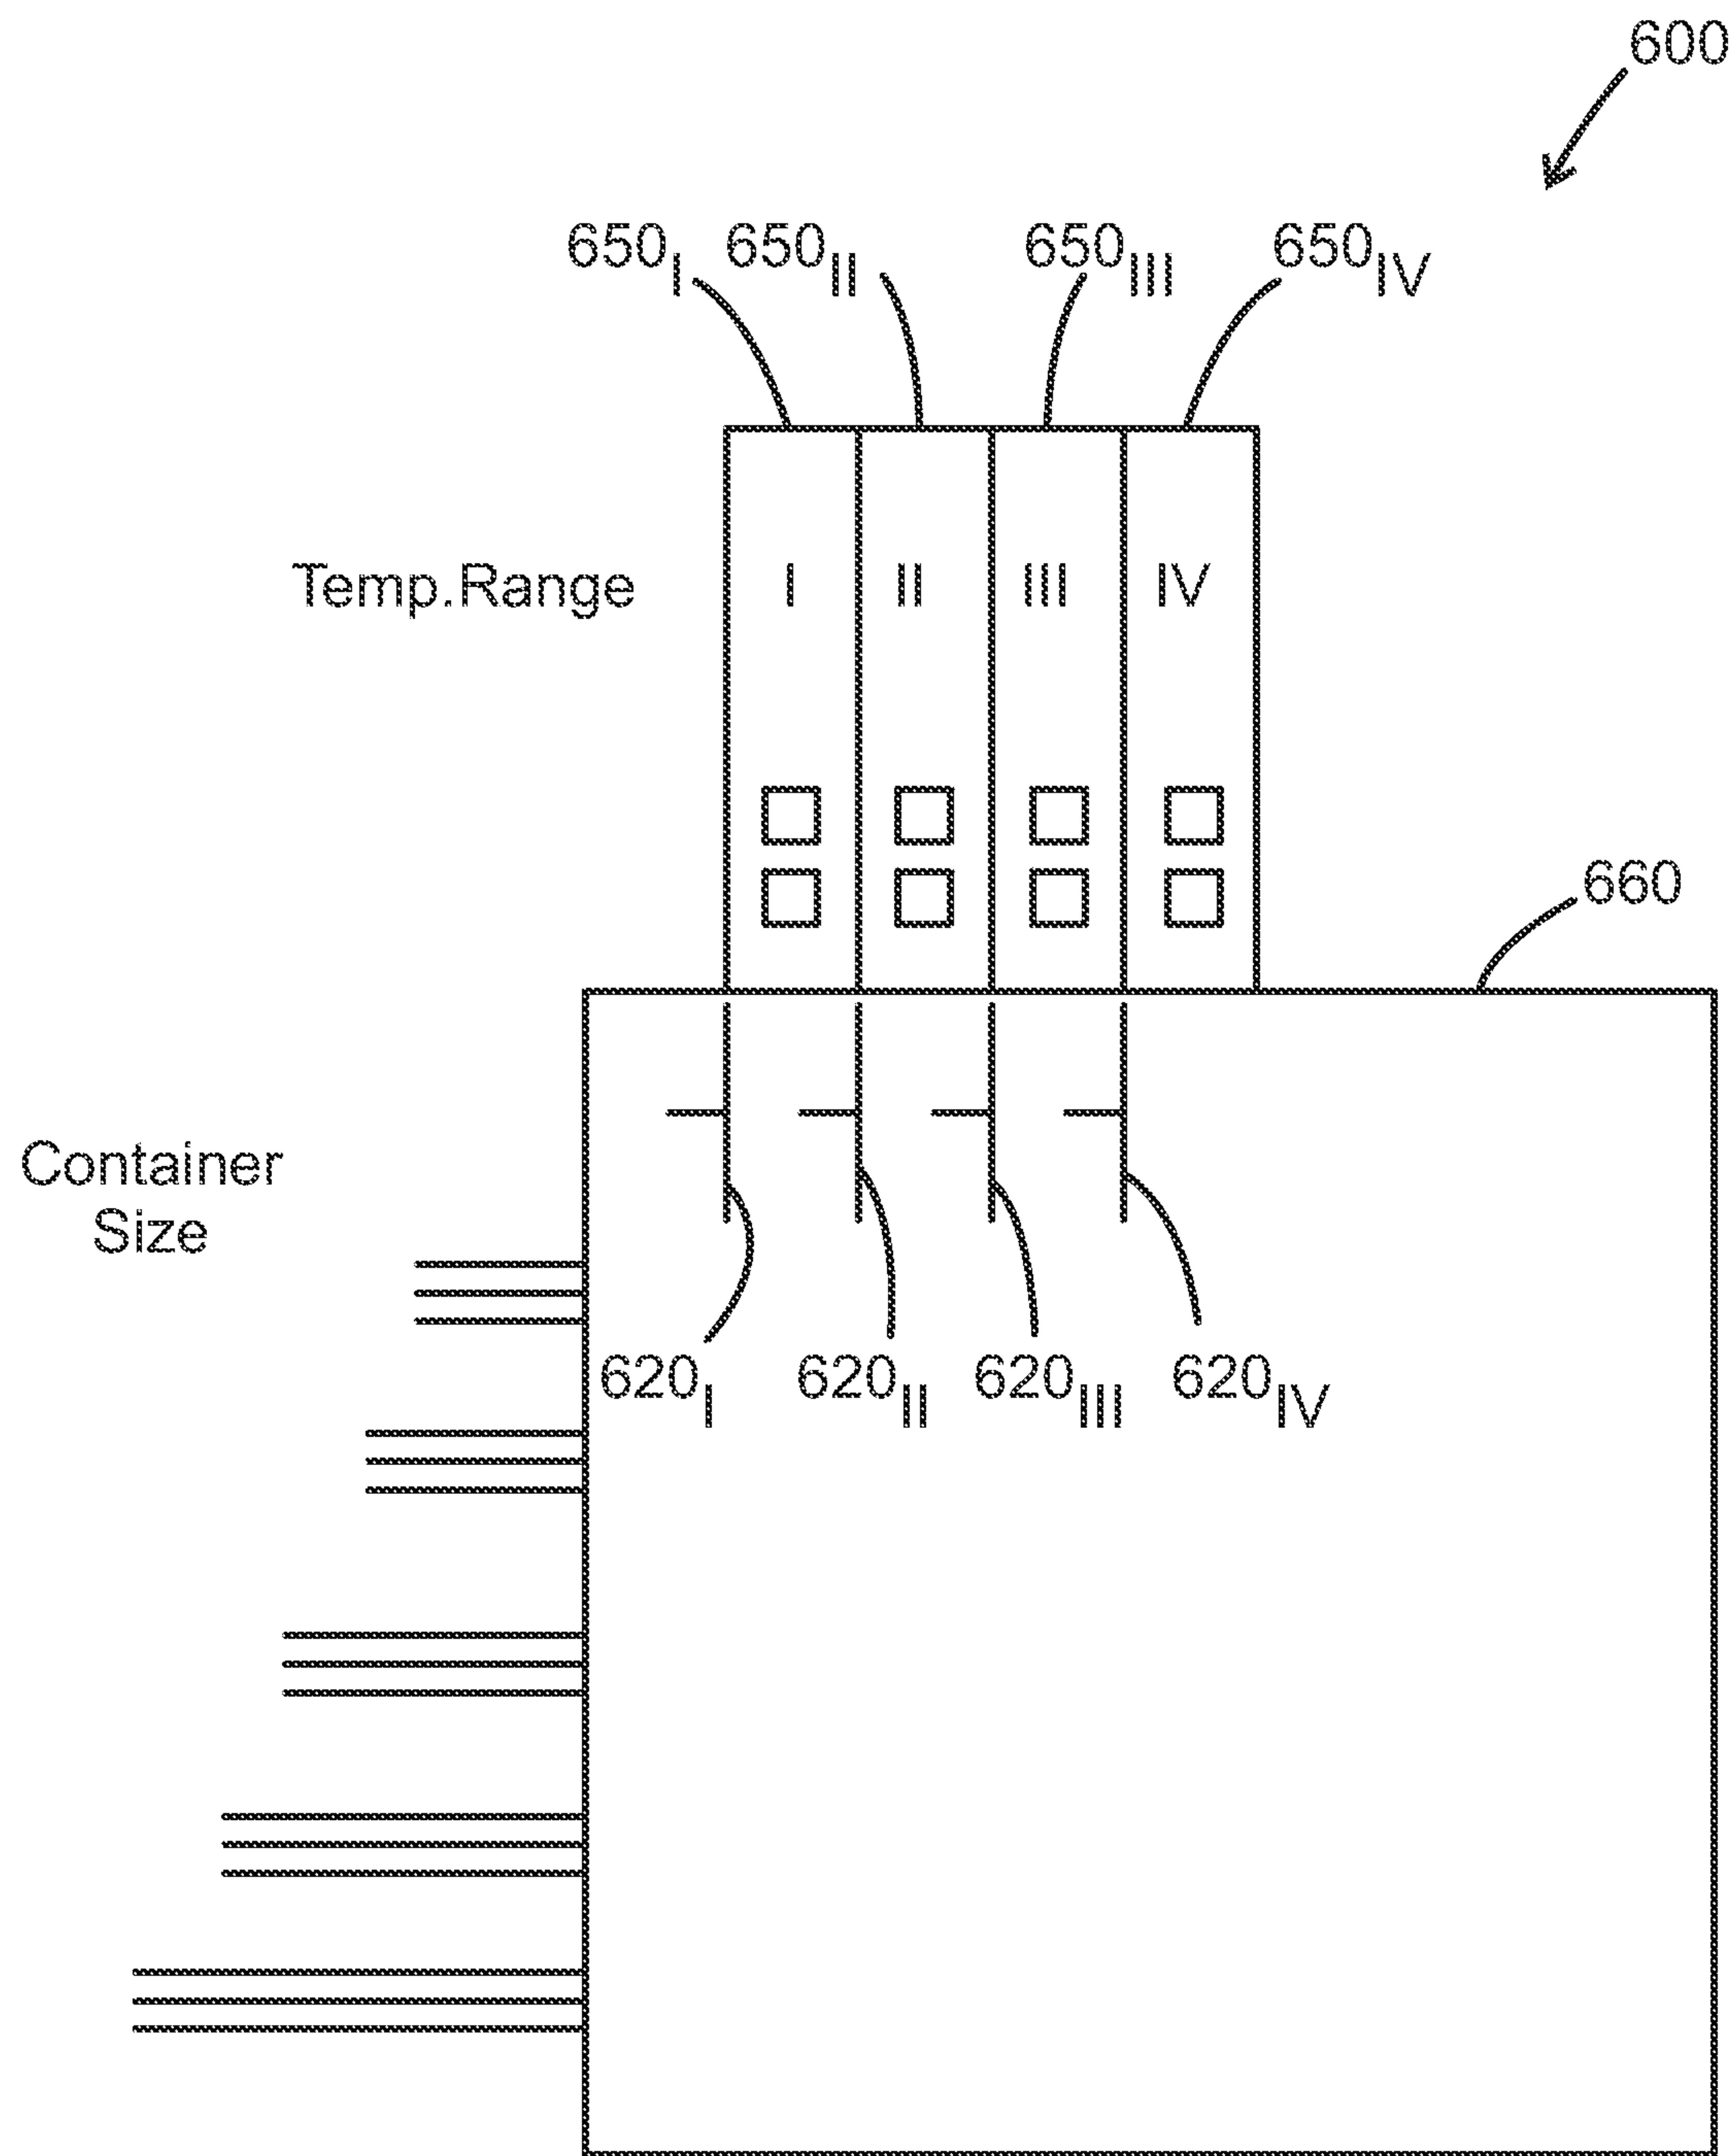 600
650I 650II 650III 650IV
Temp.Range I II III IV
660
Container
Size
620I 620II 620III 620IV